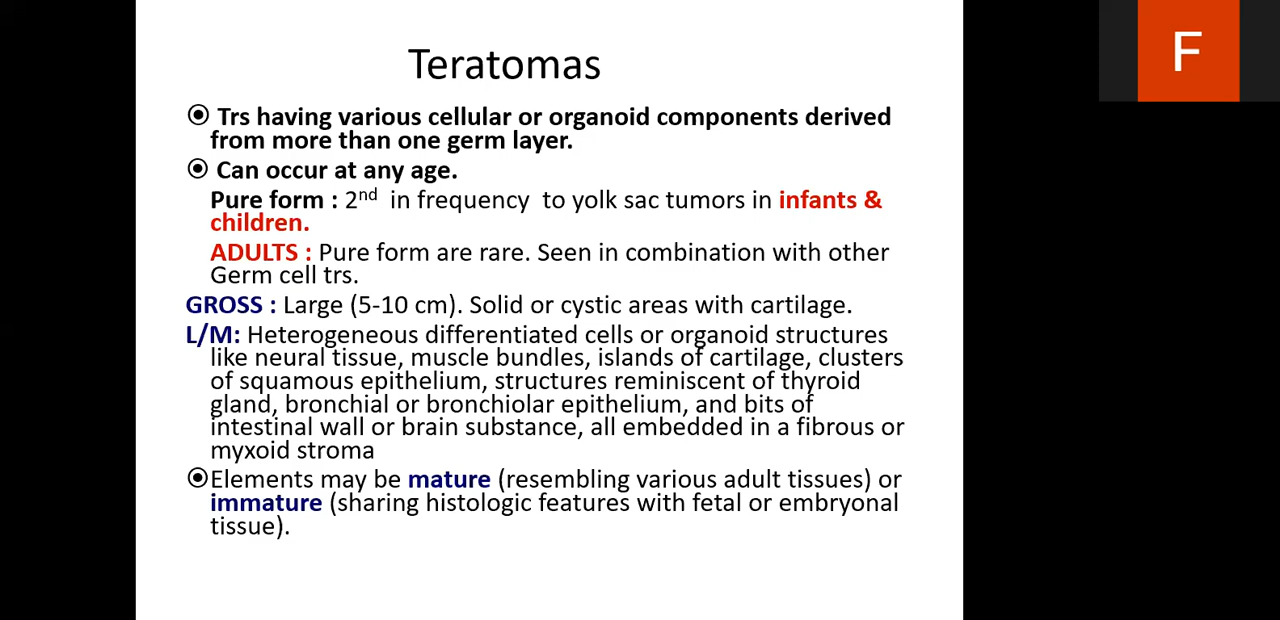 Teratomas
Trs having various cellular or organoid components derived
from more than one germ layer.
Can occur at any age.
Pure form : 2nd in frequency to yolk sac tumors in infants &
children.
ADULTS : Pure form are rare. Seen in combination with other
Germ cell trs.
GROSS : Large (5-10 cm). Solid or cystic areas with cartilage.
L/M: Heterogeneous differentiated cells or organoid structures
like neural tissue, muscle bundles, islands of cartilage, clusters
of squamous epithelium, structures reminiscent of thyroid
gland, bronchial or bronchiolar epithelium, and bits of
intestinal wall or brain substance, all embedded in a fibrous or
myxoid stroma
Elements may be mature (resembling various adult tissues) or
immature (sharing histologic features with fetal or embryonal
tissue).
F